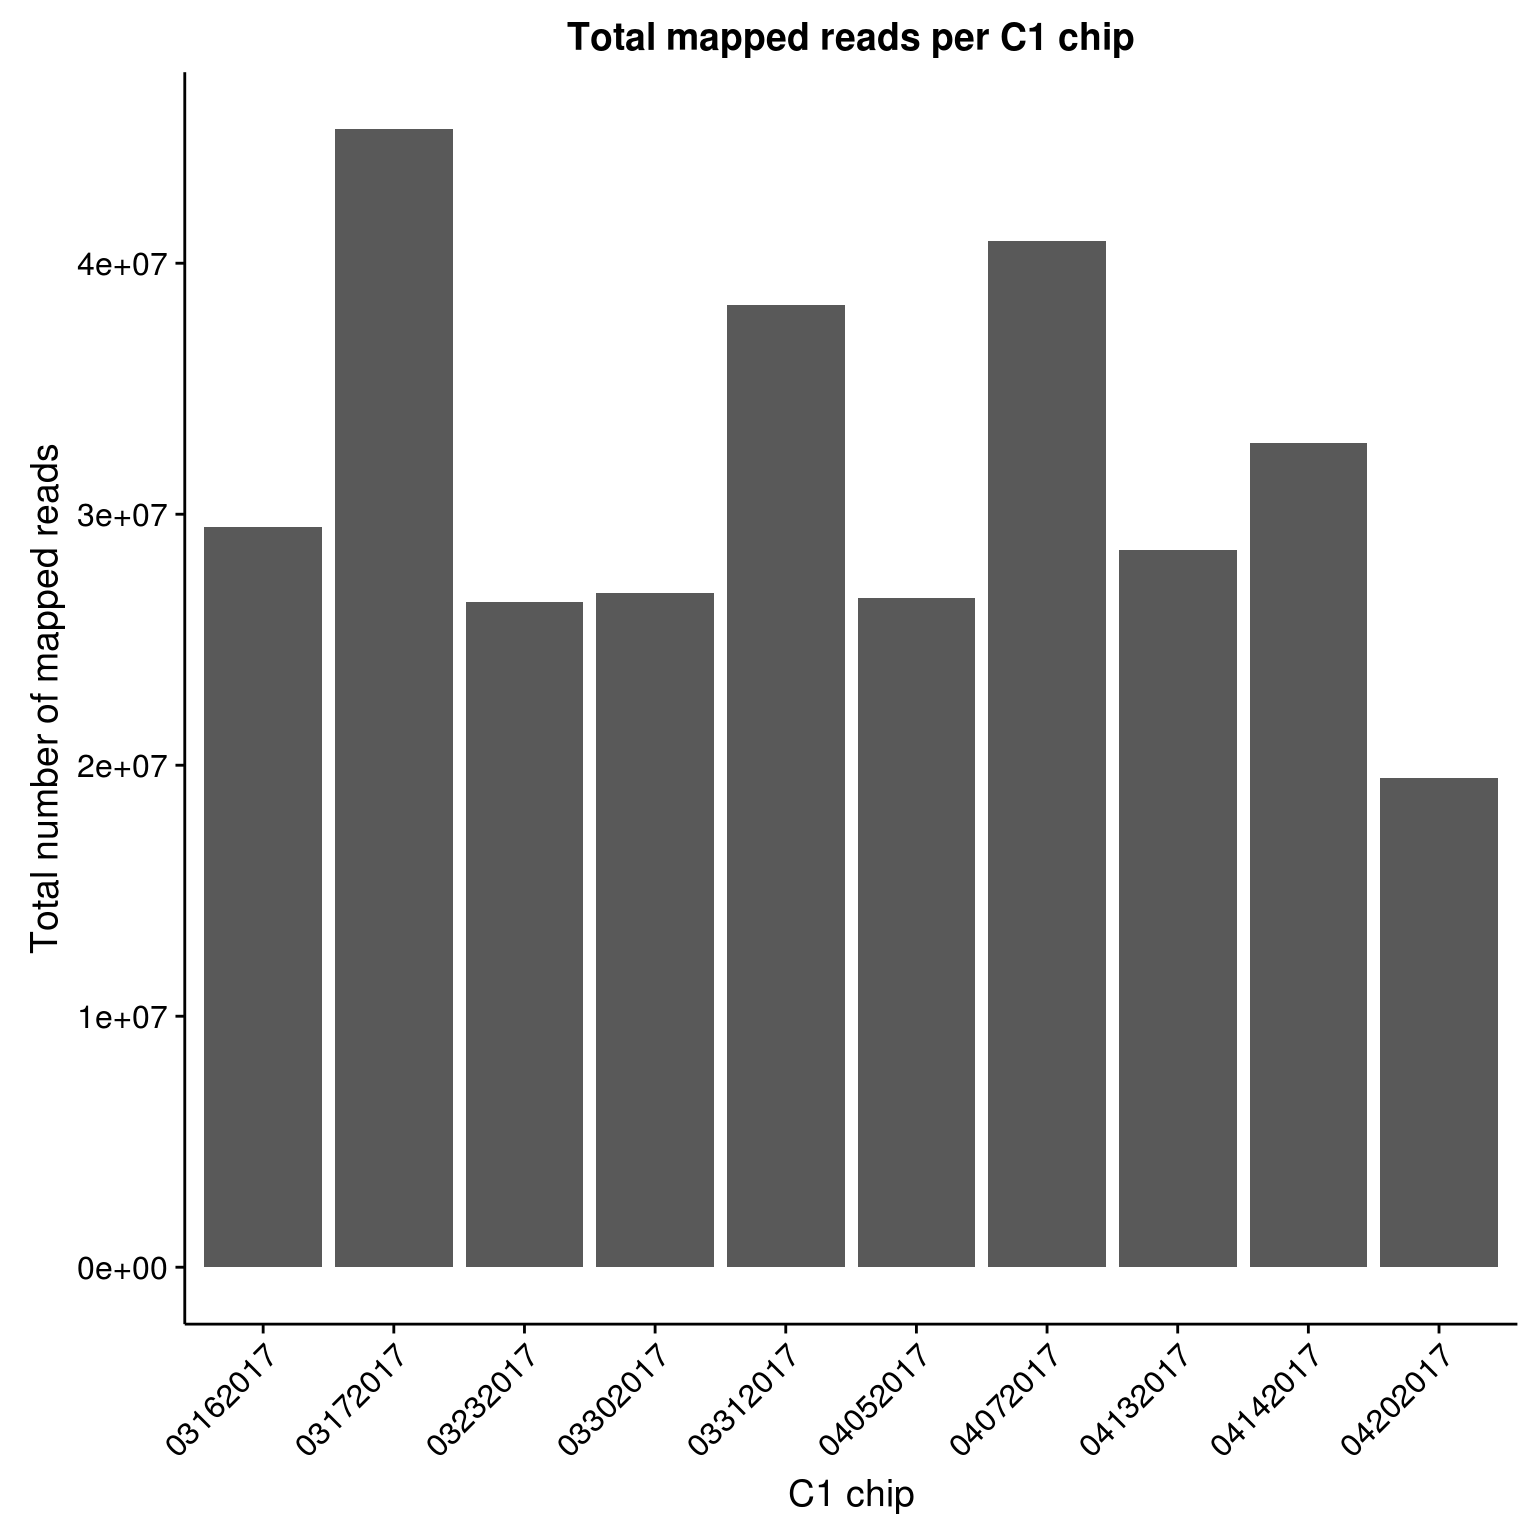 Total mapped reads per C1 chip
Total number of mapped reads
4e+07
3e+07
2e+07
1e+07
0e+00
03162017
03172017
03232017
03302017
03312017
04052017
04072017
04132017
04142017
04202017
C1 chip